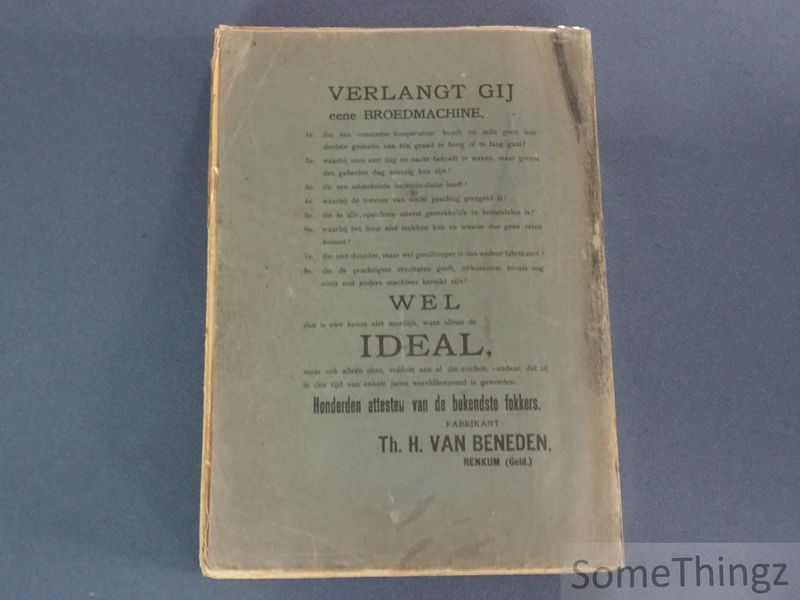 VERLANGT GIJ
eene BROEDMACHINE,
1e. die een constante temperatuur houdt en zelfs geen hon-
derdste gedeelte van één graad te hoog of te laag gaat?
2e. waarbij men niet dag en nacht behoeft te waken, maar gerust
den geheelen dag afwezig kan zijn?
3e. die een uitstekende luchtcirculatie heeft?
4e. waarbij de toevoer van vocht prachtig geregeld is?
5e. die in alle opzichten uiterst gemakkelijk te behandelen is?
6e. waarbij het hout niet trekken kan en waarin dus geen reten
komen?
7e. die niet duurder, maar wel goedkooper is dan andere fabrikaten?
8e. die de prachtigste resultaten geeft, uitkomsten, zooals nog
nooit met andere machines bereikt zijn?
WEL
dan is uwe keuze niet moeilijk, want alleen de
IDEAL,
maar ook alléén deze, voldoet aan al die eischen, vandaar, dat zij
in den tijd van enkele jaren wereldberoemd is geworden.
Honderden attesten van de bekendste fokkers.
FABRIKANT:
Th. H. VAN BENEDEN,
RENKUM (Geld.)
SomeThingz